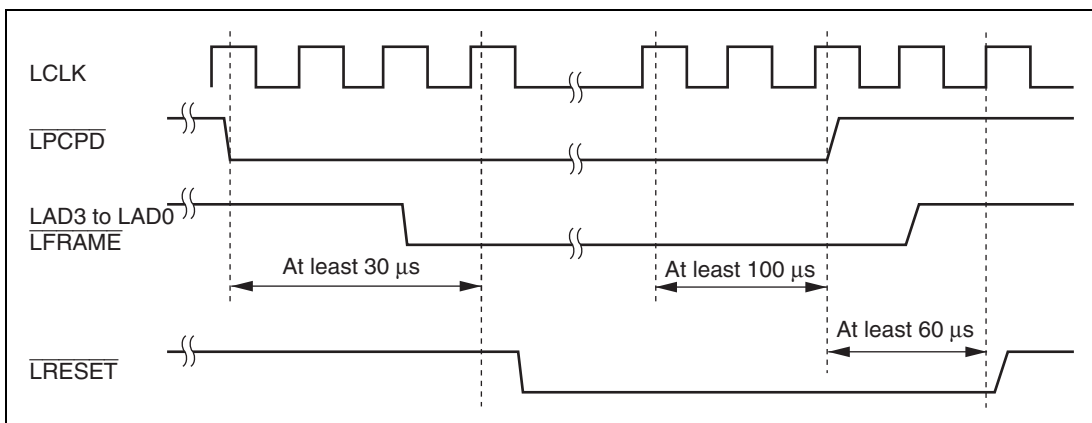 LCLK
LPCPD
LAD3 to LAD0
LFRAME
At least 30 μs
At least 100 μs
At least 60 μs
LRESET